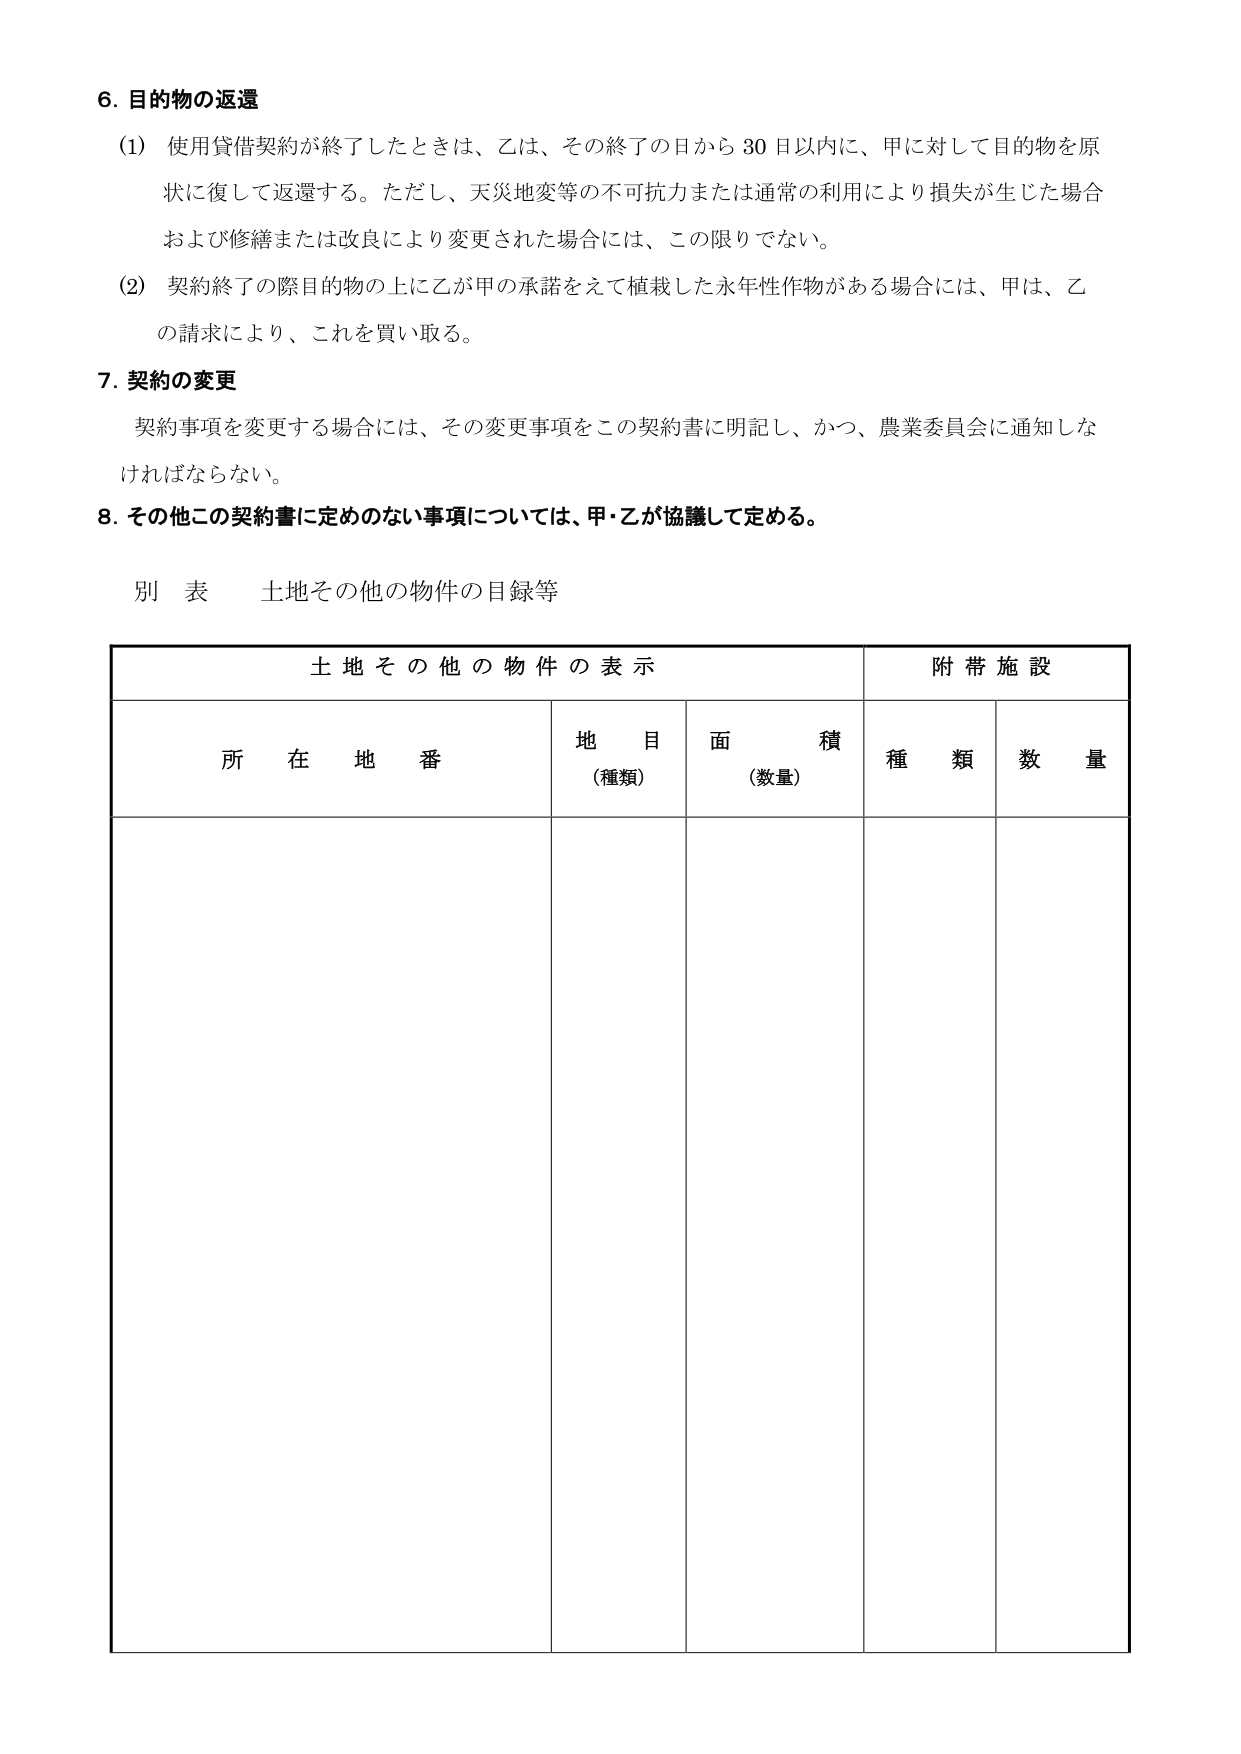 6. 目的物の返還
(1)　使用貸借契約が終了したときは、乙は、その終了の日から 30 日以内に、甲に対して目的物を原
状に復して返還する。ただし、天災地変等の不可抗力または通常の利用により損失が生じた場合
および修繕または改良により変更された場合には、この限りでない。
(2)　契約終了の際目的物の上に乙が甲の承諾をえて植栽した永年性作物がある場合には、甲は、乙
の請求により、これを買い取る。
7. 契約の変更
契約事項を変更する場合には、その変更事項をこの契約書に明記し、かつ、農業委員会に通知しな
ければならない。
8. その他この契約書に定めのない事項については、甲・乙が協議して定める。
別　表　　土地その他の物件の目録等
土地その他の物件の表示　附帯施設
所　在　地　番　地　目　面　積　種　類　数　量
（種類）　（数量）